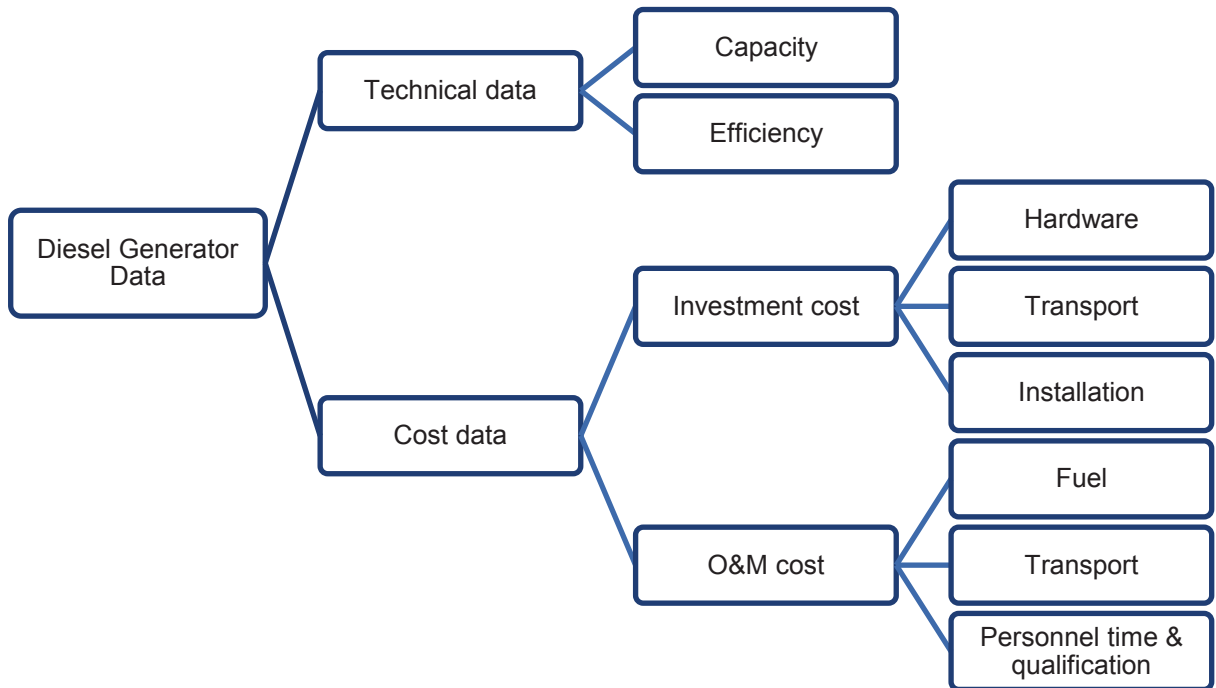 Capacity
Technical data
Efficiency
Hardware
Diesel Generator
Data
Investment cost
Transport
Installation
Cost data
Fuel
O&M cost
Transport
Personnel time &
qualification